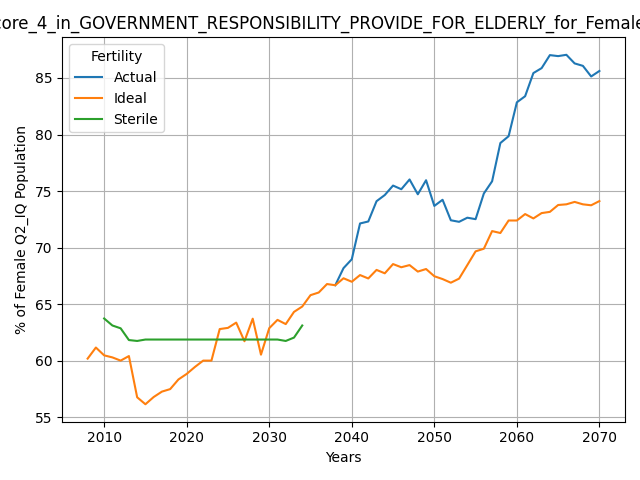 core_4_in_GOVERNMENT_RESPONSIBILITY_PROVIDE_FOR_ELDERLY_for_Female
Fertility
Actual
Ideal
Sterile
85
80
75
70
65
60
55
% of Female Q2_IQ Population
2010 2020 2030 2040 2050 2060 2070
Years